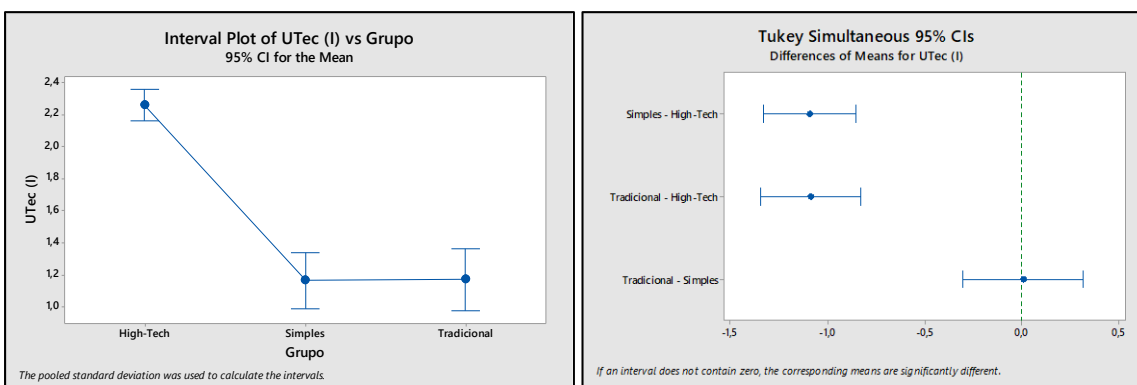 Interval Plot of UTec (I) vs Grupo
95% CI for the Mean
UTec (I)
2,4
2,2
2,0
1,8
1,6
1,4
1,2
1,0
High-Tech
Simples
Tradicional
Grupo
The pooled standard deviation was used to calculate the intervals.
Tukey Simultaneous 95% CIs
Differences of Means for UTec (I)
Simples - High-Tech
Tradicional - High-Tech
Tradicional - Simples
-1,5
-1,0
-0,5
0,0
0,5
If an interval does not contain zero, the corresponding means are significantly different.